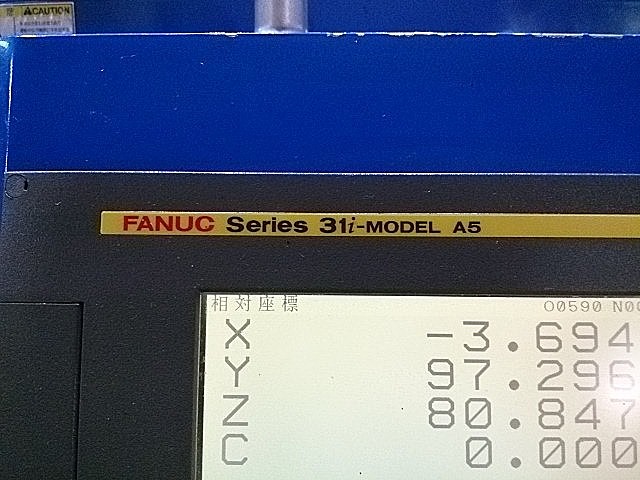 ⚠CAUTION
FANUC Series 31i-MODEL A5
相対座標 O0590 N00
X -3.694
Y 97.296
Z 80.847
C 0.000